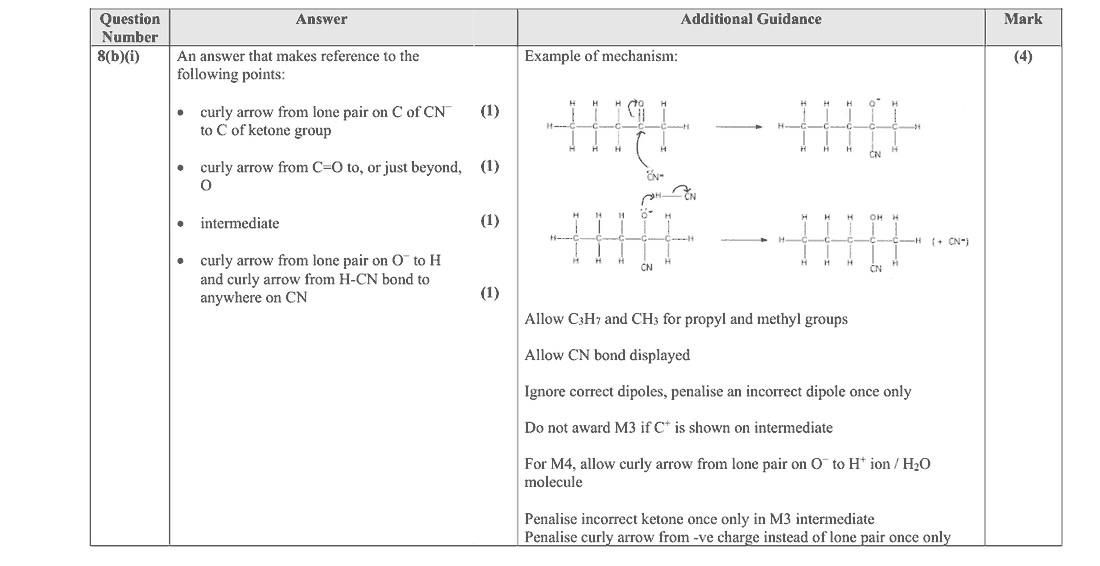 Question Number Answer Additional Guidance Mark
8(b)(i) An answer that makes reference to the Example of mechanism: (4)
following points:
• curly arrow from lone pair on C of CN⁻ (1)
to C of ketone group
• curly arrow from C=O to, or just beyond, (1)
O
• intermediate (1)
• curly arrow from lone pair on O⁻ to H
and curly arrow from H-CN bond to
anywhere on CN (1)
H H H O H
H C C C C C H
H H H H
CN⁻
H H H O⁻ H
H C C C C C H
H H H CN H
H CN
H H H O⁻ H
H C C C C C H
H H H CN H
H H H OH H
H C C C C C H (+ CN⁻)
H H H CN H
Allow C₃H₇ and CH₃ for propyl and methyl groups
Allow CN bond displayed
Ignore correct dipoles, penalise an incorrect dipole once only
Do not award M3 if C⁺ is shown on intermediate
For M4, allow curly arrow from lone pair on O⁻ to H⁺ ion / H₂O
molecule
Penalise incorrect ketone once only in M3 intermediate
Penalise curly arrow from -ve charge instead of lone pair once only